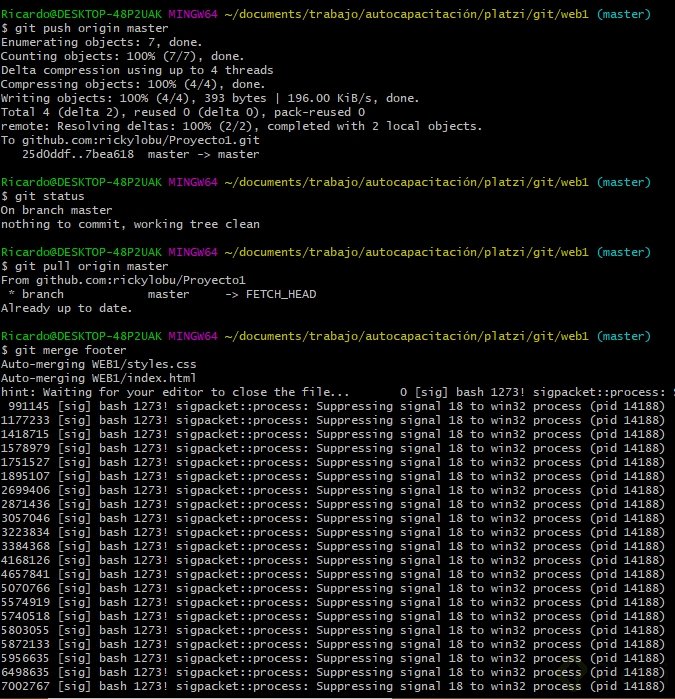 Ricardo@DESKTOP-48P2UAK MINGW64 ~/documents/trabajo/autocapacitación/platzi/git/web1 (master)
$ git push origin master
Enumerating objects: 7, done.
Counting objects: 100% (7/7), done.
Delta compression using up to 4 threads
Compressing objects: 100% (4/4), done.
Writing objects: 100% (4/4), 393 bytes | 196.00 KiB/s, done.
Total 4 (delta 2), reused 0 (delta 0), pack-reused 0
remote: Resolving deltas: 100% (2/2), completed with 2 local objects.
To github.com:rickylobu/Proyecto1.git
   25d0ddf..7bea618  master -> master

Ricardo@DESKTOP-48P2UAK MINGW64 ~/documents/trabajo/autocapacitación/platzi/git/web1 (master)
$ git status
On branch master
nothing to commit, working tree clean

Ricardo@DESKTOP-48P2UAK MINGW64 ~/documents/trabajo/autocapacitación/platzi/git/web1 (master)
$ git pull origin master
From github.com:rickylobu/Proyecto1
 * branch            master     -> FETCH_HEAD
Already up to date.

Ricardo@DESKTOP-48P2UAK MINGW64 ~/documents/trabajo/autocapacitación/platzi/git/web1 (master)
$ git merge footer
Auto-merging WEB1/styles.css
Auto-merging WEB1/index.html
hint: Waiting for your editor to close the file...       0 [sig] bash 1273! sigpacket::process:
 991145 [sig] bash 1273! sigpacket::process: Suppressing signal 18 to win32 process (pid 14188)
1177233 [sig] bash 1273! sigpacket::process: Suppressing signal 18 to win32 process (pid 14188)
1418715 [sig] bash 1273! sigpacket::process: Suppressing signal 18 to win32 process (pid 14188)
1578979 [sig] bash 1273! sigpacket::process: Suppressing signal 18 to win32 process (pid 14188)
1751527 [sig] bash 1273! sigpacket::process: Suppressing signal 18 to win32 process (pid 14188)
1895107 [sig] bash 1273! sigpacket::process: Suppressing signal 18 to win32 process (pid 14188)
2699406 [sig] bash 1273! sigpacket::process: Suppressing signal 18 to win32 process (pid 14188)
2871436 [sig] bash 1273! sigpacket::process: Suppressing signal 18 to win32 process (pid 14188)
3057046 [sig] bash 1273! sigpacket::process: Suppressing signal 18 to win32 process (pid 14188)
3223834 [sig] bash 1273! sigpacket::process: Suppressing signal 18 to win32 process (pid 14188)
3384368 [sig] bash 1273! sigpacket::process: Suppressing signal 18 to win32 process (pid 14188)
4168126 [sig] bash 1273! sigpacket::process: Suppressing signal 18 to win32 process (pid 14188)
4657841 [sig] bash 1273! sigpacket::process: Suppressing signal 18 to win32 process (pid 14188)
5070766 [sig] bash 1273! sigpacket::process: Suppressing signal 18 to win32 process (pid 14188)
5574919 [sig] bash 1273! sigpacket::process: Suppressing signal 18 to win32 process (pid 14188)
5740518 [sig] bash 1273! sigpacket::process: Suppressing signal 18 to win32 process (pid 14188)
5803055 [sig] bash 1273! sigpacket::process: Suppressing signal 18 to win32 process (pid 14188)
5872133 [sig] bash 1273! sigpacket::process: Suppressing signal 18 to win32 process (pid 14188)
5956635 [sig] bash 1273! sigpacket::process: Suppressing signal 18 to win32 process (pid 14188)
6498635 [sig] bash 1273! sigpacket::process: Suppressing signal 18 to win32 process (pid 14188)
7002767 [sig] bash 1273! sigpacket::process: Suppressing signal 18 to win32 process (pid 14188)